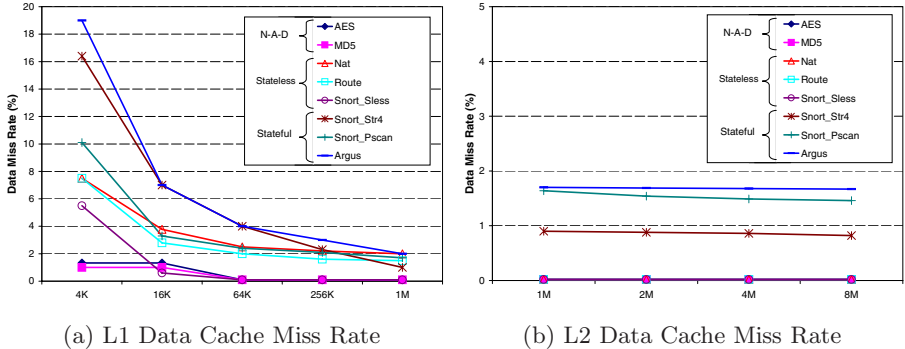 Data Miss Rate (%)
20
18
16
14
12
10
8
6
4
2
0
4K 16K 64K 256K 1M
N-A-D
AES
MD5
Stateless
Nat
Route
Snort_Sless
Stateful
Snort_Str4
Snort_Pscan
Argus
(a) L1 Data Cache Miss Rate
Data Miss Rate (%)
5
4
3
2
1
0
1M 2M 4M 8M
N-A-D
AES
MD5
Stateless
Nat
Route
Snort_Sless
Stateful
Snort_Str4
Snort_Pscan
Argus
(b) L2 Data Cache Miss Rate